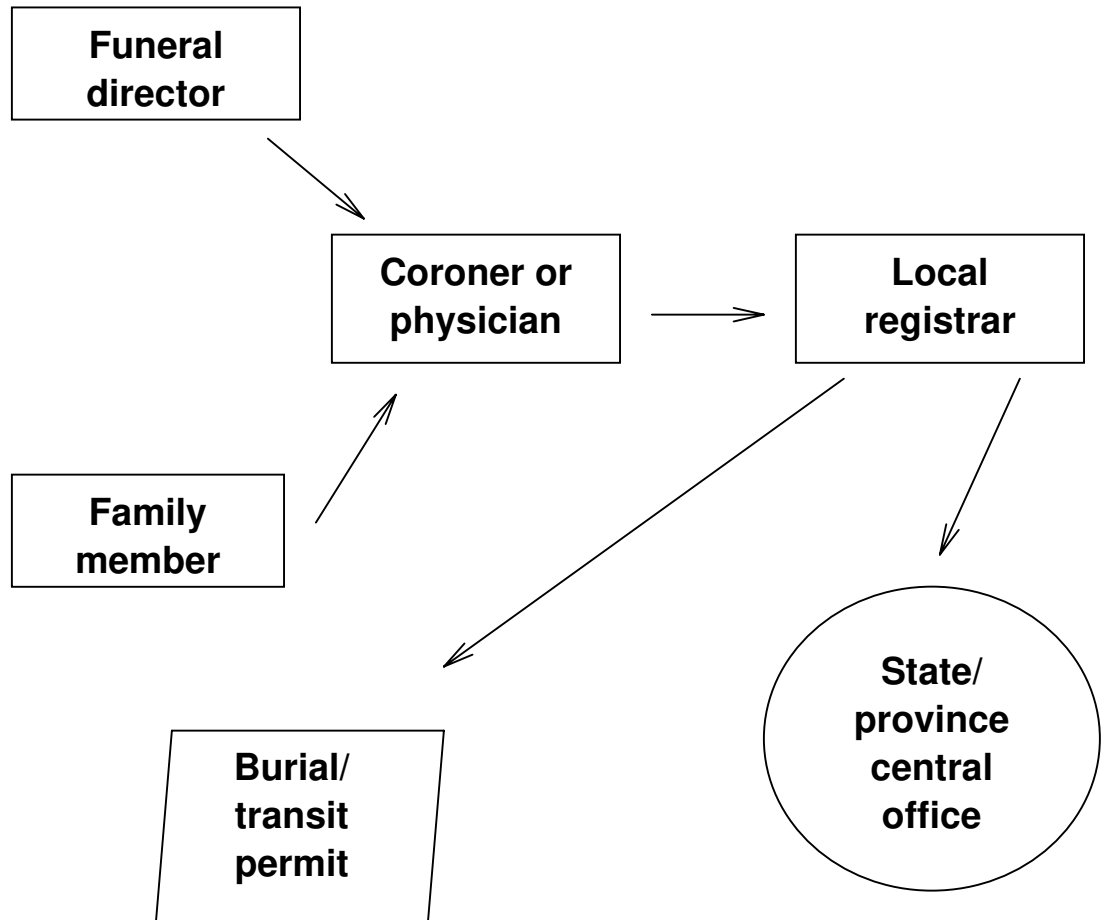 Funeral
director
Coroner or
physician
Local
registrar
Family
member
Burial/
transit
permit
State/
province
central
office